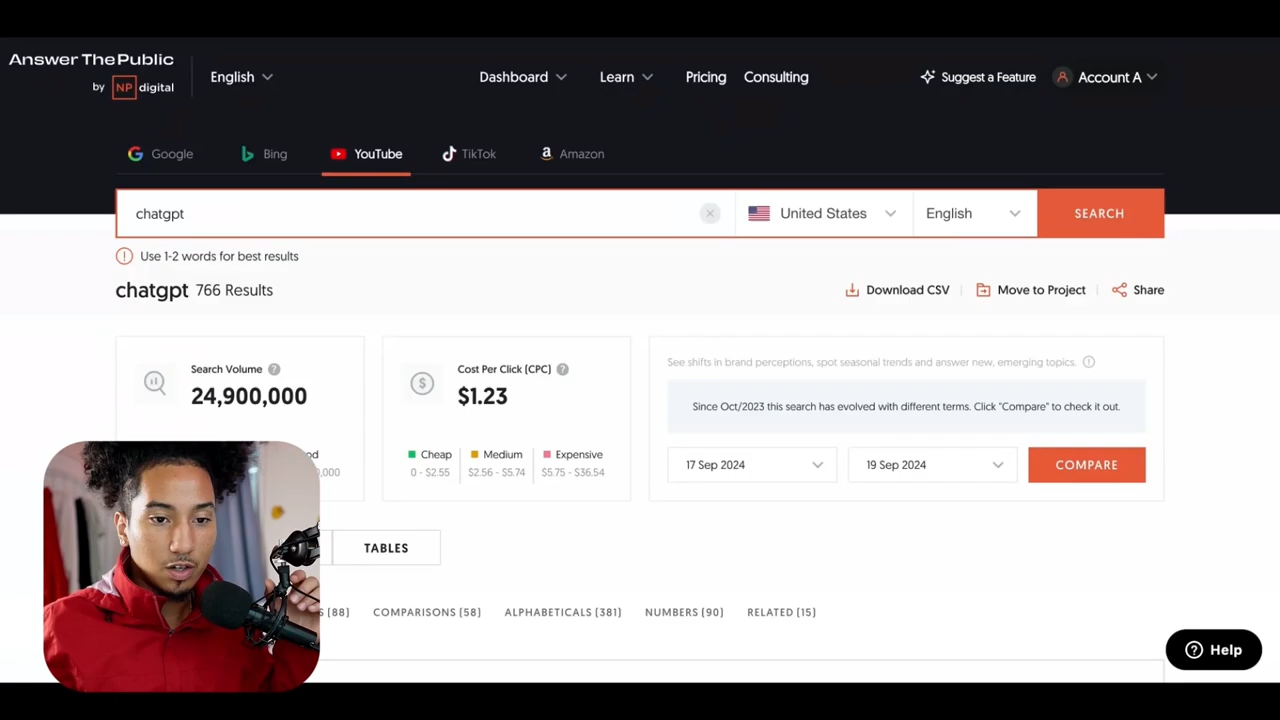 Answer The Public
by NP digital
English
Dashboard
Learn
Pricing
Consulting
Suggest a Feature
Account A
Google
Bing
YouTube
TikTok
Amazon
chatgpt
United States
English
SEARCH
Use 1-2 words for best results
chatgpt 766 Results
Download CSV
Move to Project
Share
Search Volume
24,900,000
Cost Per Click (CPC)
$1.23
Cheap
0 - $2.55
Medium
$2.56 - $5.74
Expensive
$5.75 - $36.54
See shifts in brand perceptions, spot seasonal trends and answer new, emerging topics.
Since Oct/2023 this search has evolved with different terms. Click "Compare" to check it out.
17 Sep 2024
19 Sep 2024
COMPARE
TABLES
(88)
COMPARISONS (58)
ALPHABETICALS (381)
NUMBERS (90)
RELATED (15)
Help